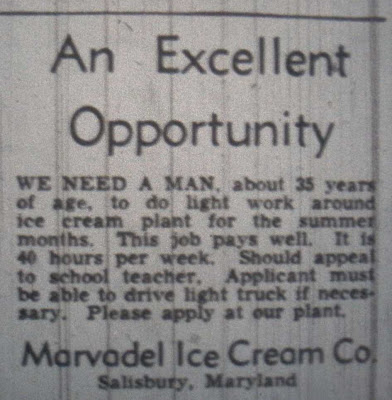 An Excellent
Opportunity
WE NEED A MAN, about 35 years
of age, to do light work around
ice cream plant for the summer
months. This job pays well. It is
40 hours per week. Should appeal
to school teacher. Applicant must
be able to drive light truck if neces-
sary. Please apply at our plant.
Marvadel Ice Cream Co.
Salisbury, Maryland